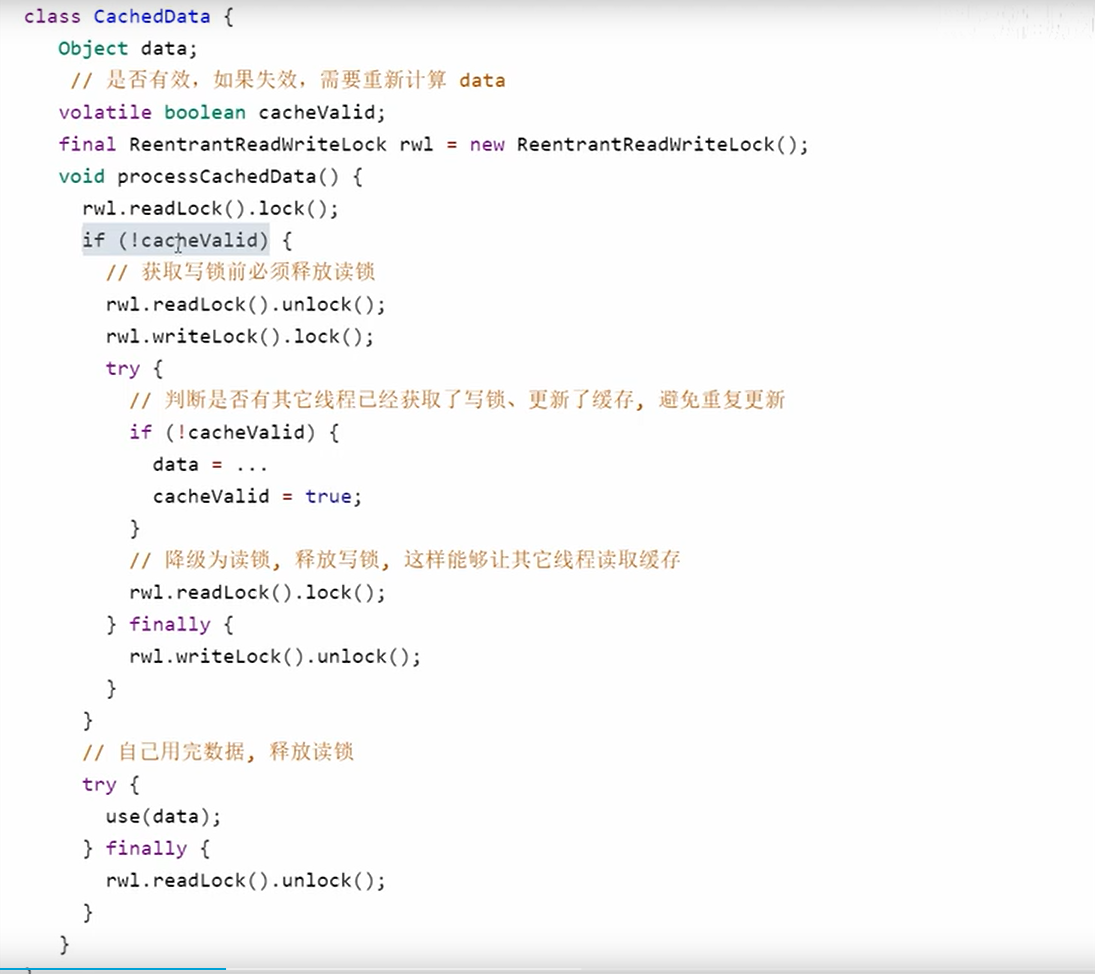 class CachedData {
Object data;
// 是否有效，如果失效，需要重新计算 data
volatile boolean cacheValid;
final ReentrantReadWriteLock rwl = new ReentrantReadWriteLock();
void processCachedData() {
rwl.readLock().lock();
if (!cacheValid) {
// 获取写锁前必须释放读锁
rwl.readLock().unlock();
rwl.writeLock().lock();
try {
// 判断是否有其它线程已经获取了写锁、更新了缓存, 避免重复更新
if (!cacheValid) {
data = ...
cacheValid = true;
}
// 降级为读锁, 释放写锁, 这样能够让其它线程读取缓存
rwl.readLock().lock();
} finally {
rwl.writeLock().unlock();
}
}
// 自己用完数据, 释放读锁
try {
use(data);
} finally {
rwl.readLock().unlock();
}
}